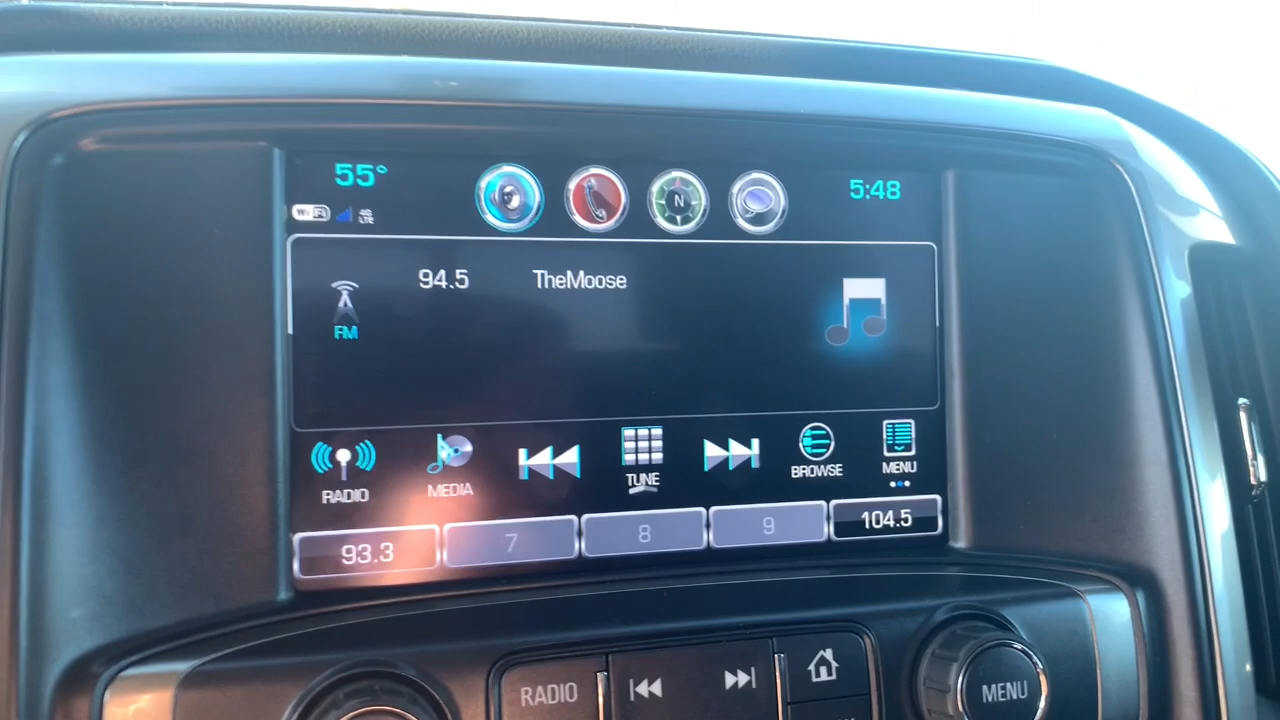 55°
5:48
WiFi
4G
LTE
N
94.5 TheMoose
FM
RADIO MEDIA TUNE BROWSE MENU
93.3 7 8 9 104.5
RADIO MENU